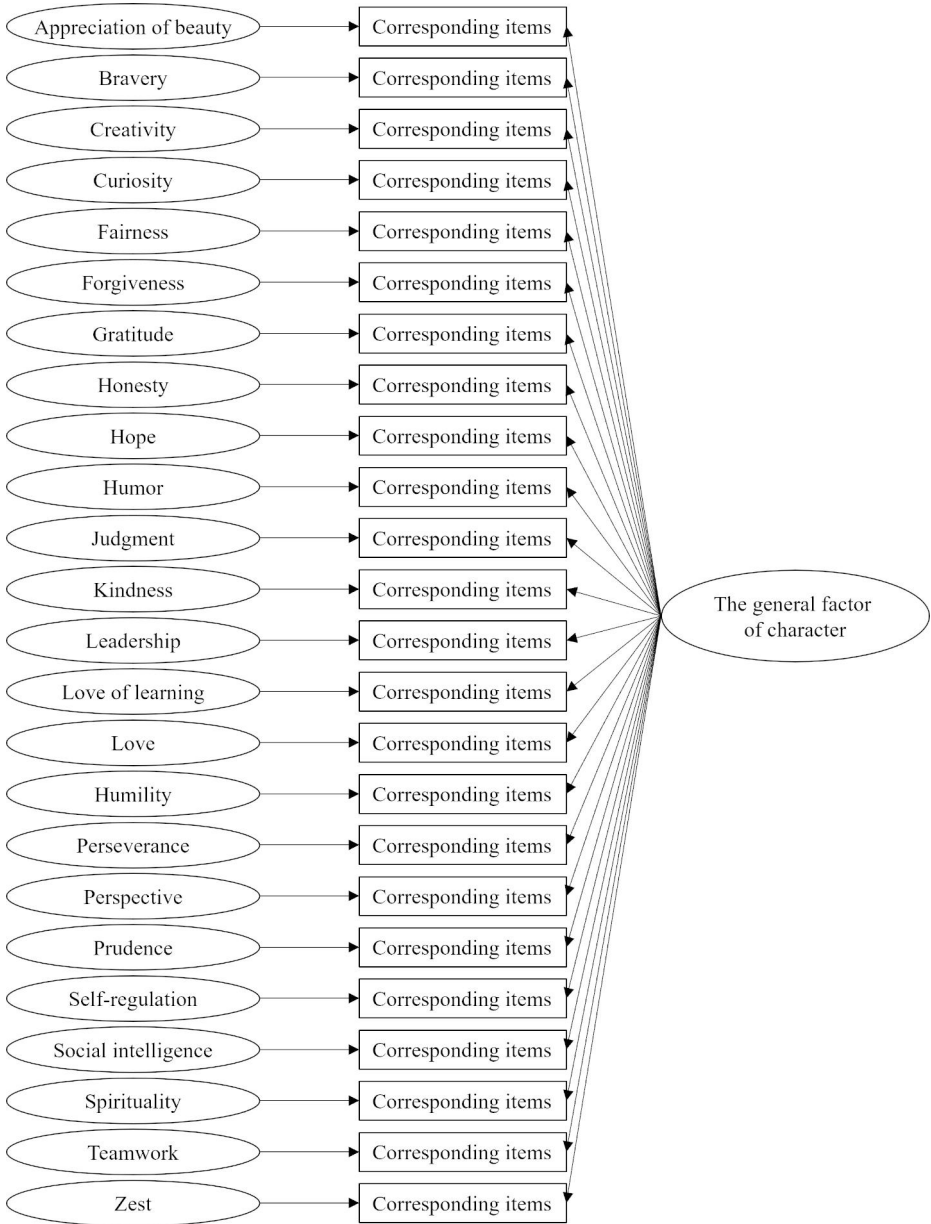 Appreciation of beauty
Corresponding items
Bravery
Corresponding items
Creativity
Corresponding items
Curiosity
Corresponding items
Fairness
Corresponding items
Forgiveness
Corresponding items
Gratitude
Corresponding items
Honesty
Corresponding items
Hope
Corresponding items
Humor
Corresponding items
Judgment
Corresponding items
Kindness
Corresponding items
Leadership
Corresponding items
Love of learning
Corresponding items
Love
Corresponding items
Humility
Corresponding items
Perseverance
Corresponding items
Perspective
Corresponding items
Prudence
Corresponding items
Self-regulation
Corresponding items
Social intelligence
Corresponding items
Spirituality
Corresponding items
Teamwork
Corresponding items
Zest
Corresponding items
The general factor
of character